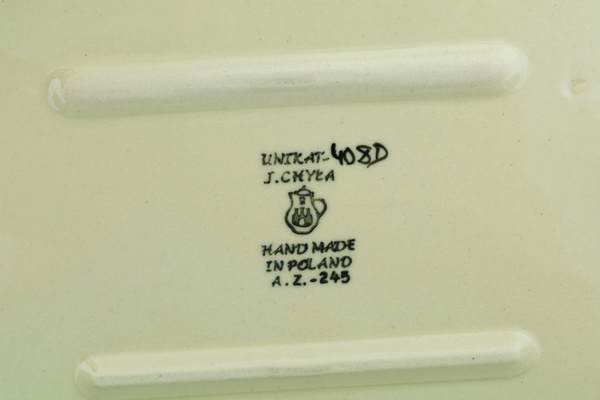 UNIKAT-408D
J. CHYŁA
HAND MADE
IN POLAND
A.Z.-245